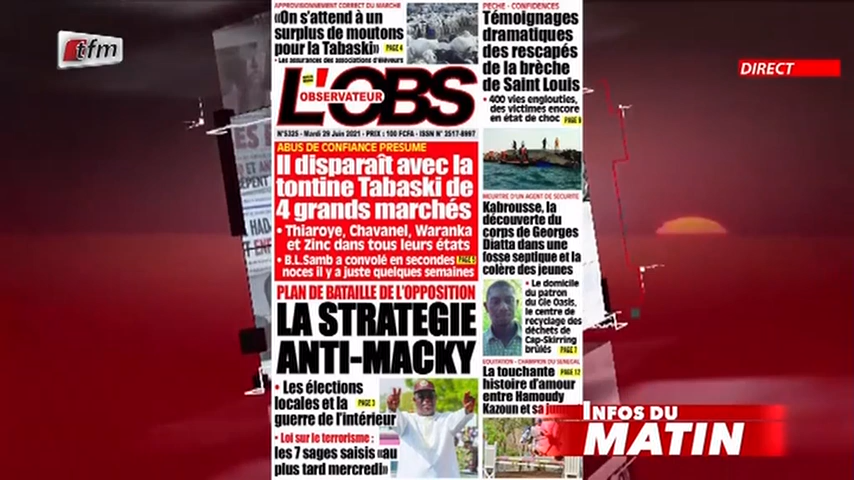 tfm
DIRECT
APPROVISIONNEMENT CORRECT DU MARCHE
«On s'attend à un
surplus de moutons
pour la Tabaski» PAGE 4
• Les assurances des associations d'éleveurs
L'OBS
OBSERVATEUR
N°5325 - Mardi 29 Juin 2021 - PRIX : 100 FCFA - ISSN N° 2517-8997
ABUS DE CONFIANCE PRESUME
Il disparaît avec la
tontine Tabaski de
4 grands marchés
• Thiaroye, Chavanel, Waranka
et Zinc dans tous leurs états
• B.L.Samb a convolé en secondes PAGE 5
noces il y a juste quelques semaines
PLAN DE BATAILLE DE L'OPPOSITION
LA STRATEGIE
ANTI-MACKY
• Les élections
locales et la PAGE 3
guerre de l'intérieur
• Loi sur le terrorisme :
les 7 sages saisis «au
plus tard mercredi»
PECHE - CONFIDENCES
Témoignages
dramatiques
des rescapés
de la brèche
de Saint Louis
• 400 vies englouties,
des victimes encore
en état de choc PAGE 9
MEURTRE D'UN AGENT DE SECURITE
Kabrousse, la
découverte du
corps de Georges
Diatta dans une
fosse septique et la
colère des jeunes
• Le domicile
du patron
du Gie Oasis,
le centre de
recyclage des
déchets de
Cap-Skirring
brûlés PAGE 7
EQUITATION - CHAMPION DU SENEGAL
La touchante PAGE 12
histoire d'amour
entre Hamoudy
Kazoun et sa
INFOS DU
MATIN